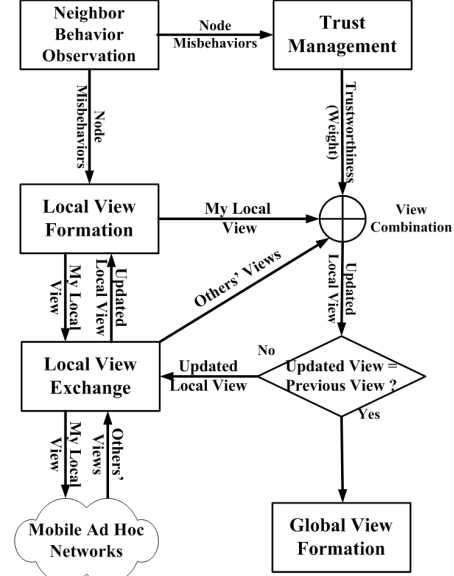 Neighbor
Behavior
Observation
Node
Misbehaviors
Trust
Management
Node
Misbehaviors
Trustworthiness
(Weight)
Local View
Formation
My Local
View
View
Combination
My Local
View
Updated
Local View
Others' Views
Updated
Local View
Local View
Exchange
Updated
Local View
No
Updated View =
Previous View ?
Yes
My Local
View
Others'
Views
Mobile Ad Hoc
Networks
Global View
Formation